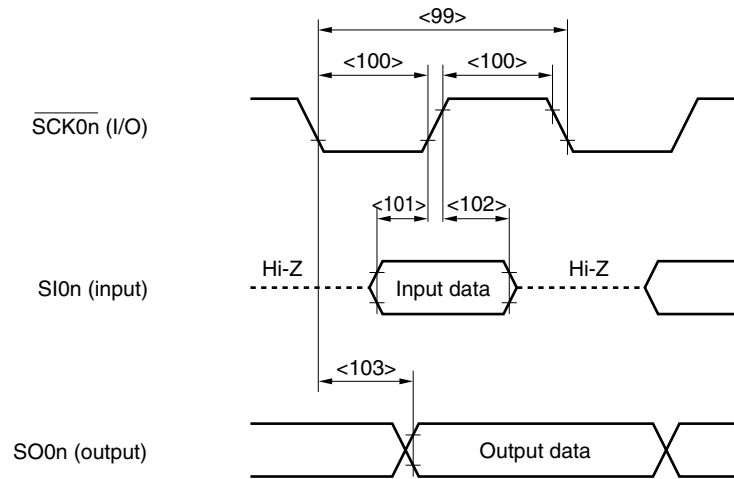 <99>
<100> <100>
SCK0n (I/O)
<101> <102>
Hi-Z Hi-Z
SI0n (input) Input data
<103>
SO0n (output) Output data